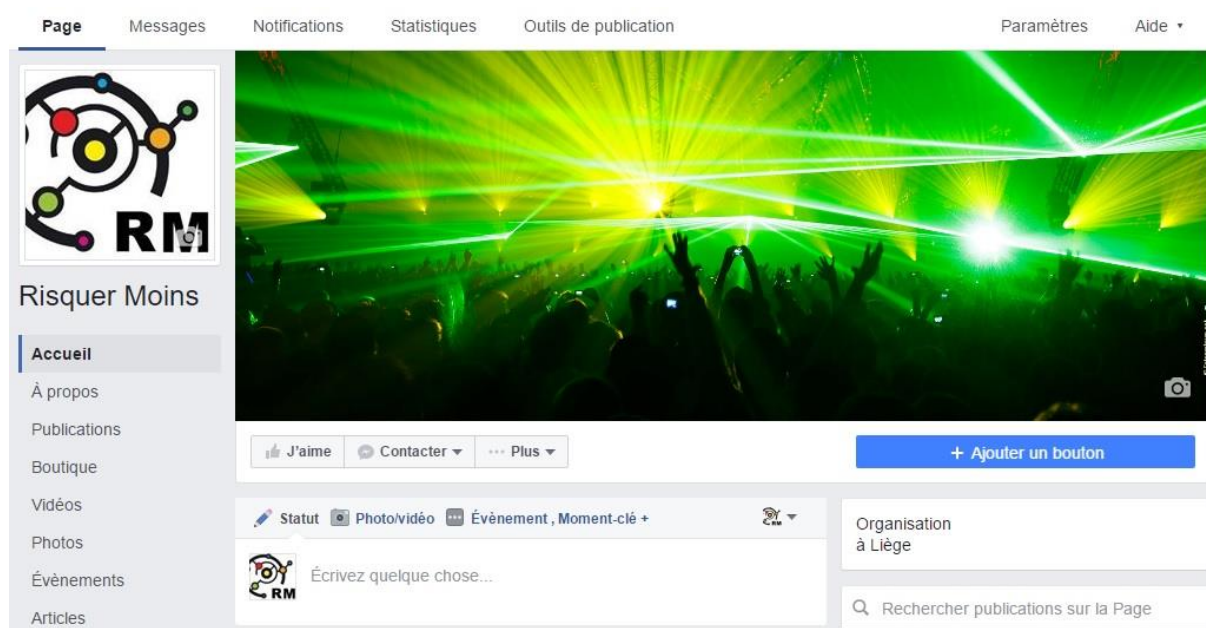 Page Messages Notifications Statistiques Outils de publication Paramètres Aide
RM
Risquer Moins
Accueil
À propos
Publications
Boutique
Vidéos
Photos
Évènements
Articles
J'aime Contacter Plus
+ Ajouter un bouton
Statut Photo/vidéo Évènement , Moment-clé +
RM
Écrivez quelque chose...
RM
Organisation
à Liège
Rechercher publications sur la Page